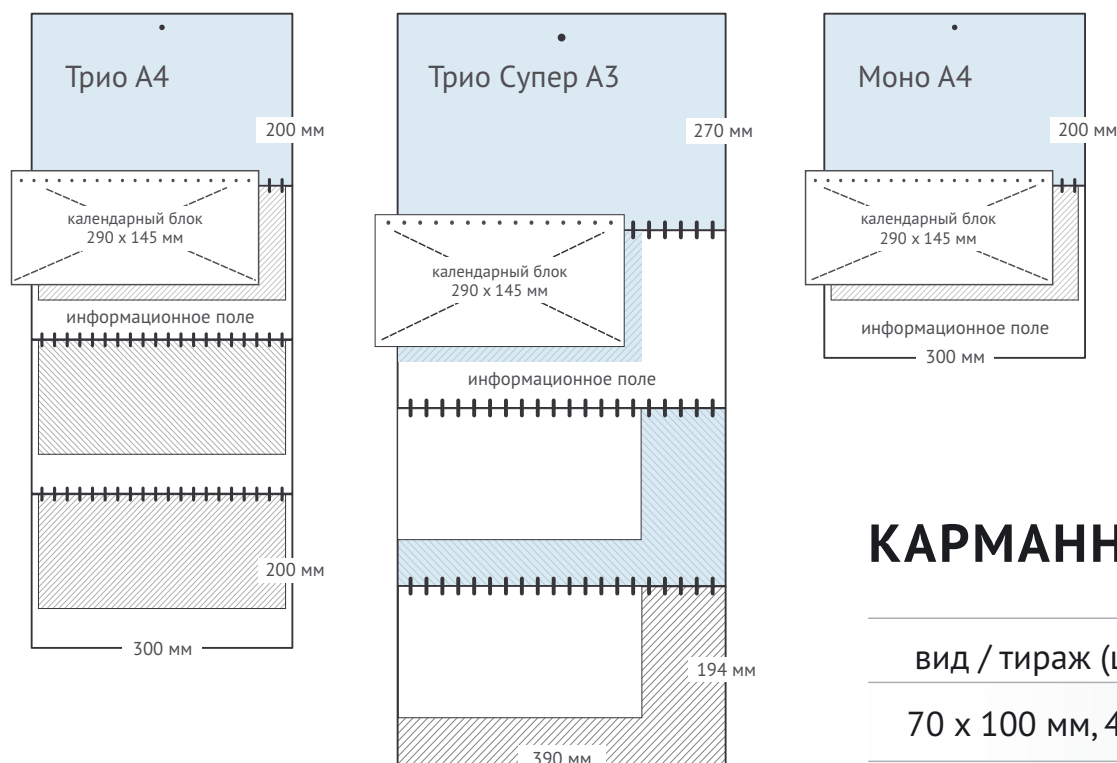 Трио А4
200 мм
календарный блок
290 х 145 мм
информационное поле
200 мм
300 мм
Трио Супер А3
270 мм
календарный блок
290 х 145 мм
информационное поле
194 мм
390 мм
Моно А4
200 мм
календарный блок
290 х 145 мм
информационное поле
300 мм
КАРМАНН
вид / тираж (
70 х 100 мм, 4